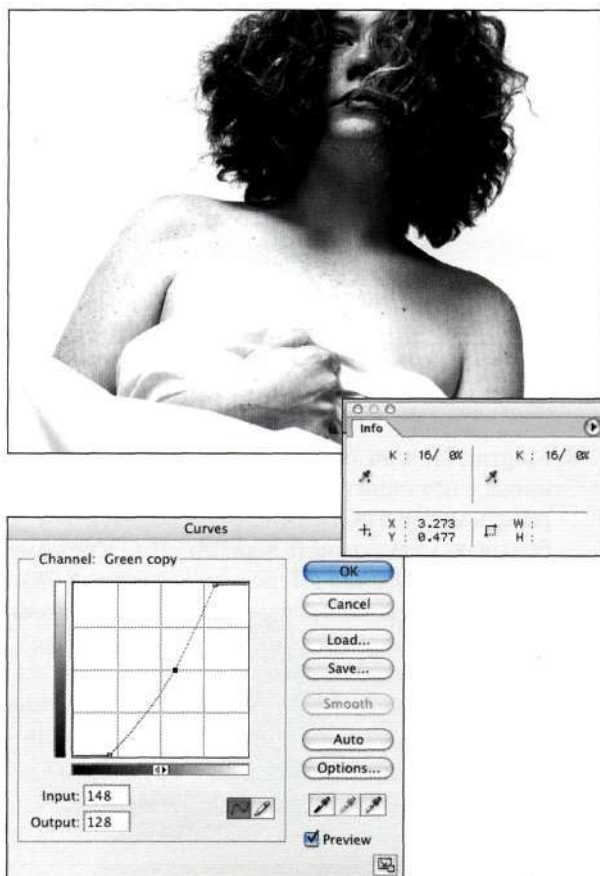 Info
K : 16/ 0% K : 16/ 0%
X : 3.273 W :
Y : 0.477 H :
Curves
Channel: Green copy
OK
Cancel
Load...
Save...
Smooth
Auto
Options...
Input: 148
Output: 128
Preview